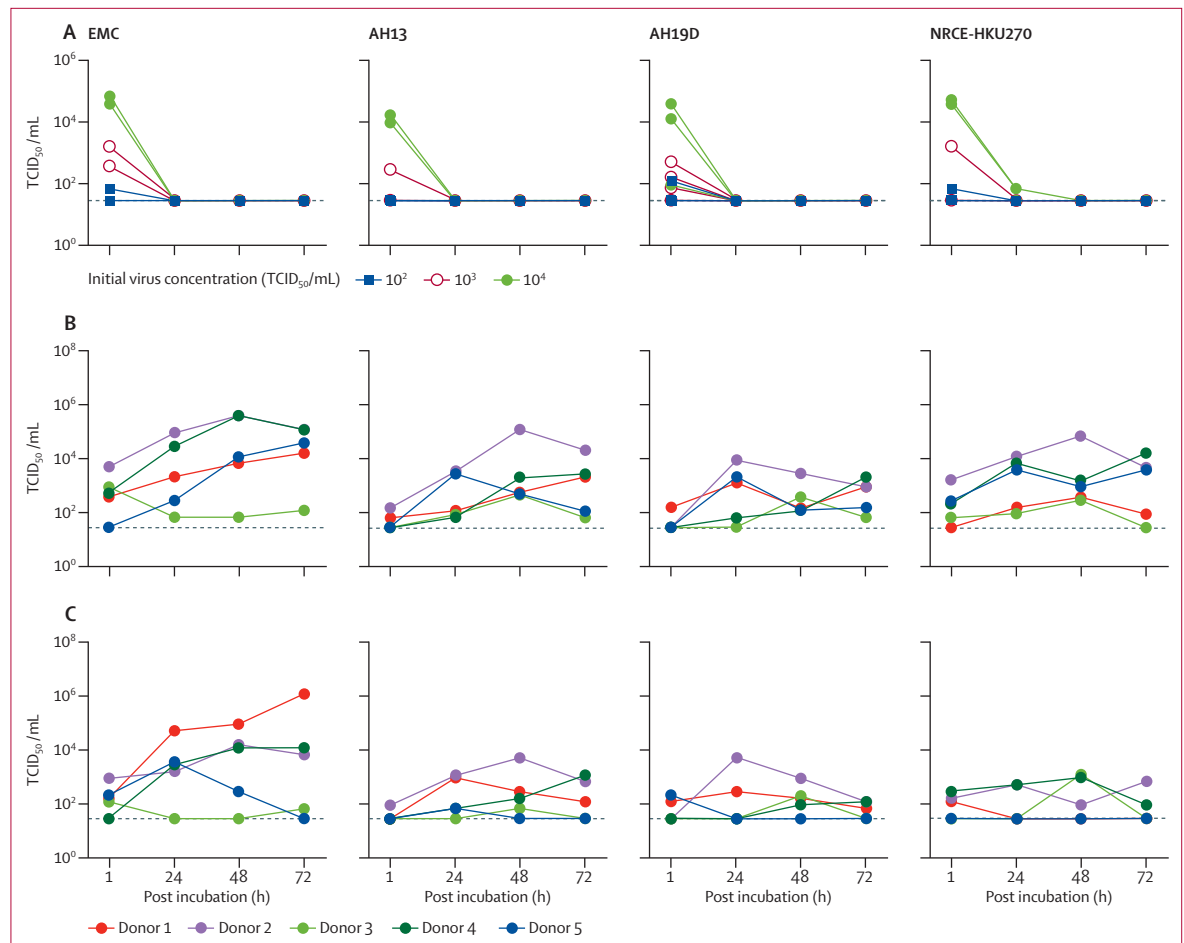 A EMC AH13 AH19D NRCE-HKU270
10⁶
10⁴
10²
10⁰
TCID₅₀/mL
Initial virus concentration (TCID₅₀/mL) 10² 10³ 10⁴
B
10⁸
10⁶
10⁴
10²
10⁰
TCID₅₀/mL
C
10⁸
10⁶
10⁴
10²
10⁰
TCID₅₀/mL
1 24 48 72 1 24 48 72 1 24 48 72 1 24 48 72
Post incubation (h) Post incubation (h) Post incubation (h) Post incubation (h)
Donor 1 Donor 2 Donor 3 Donor 4 Donor 5